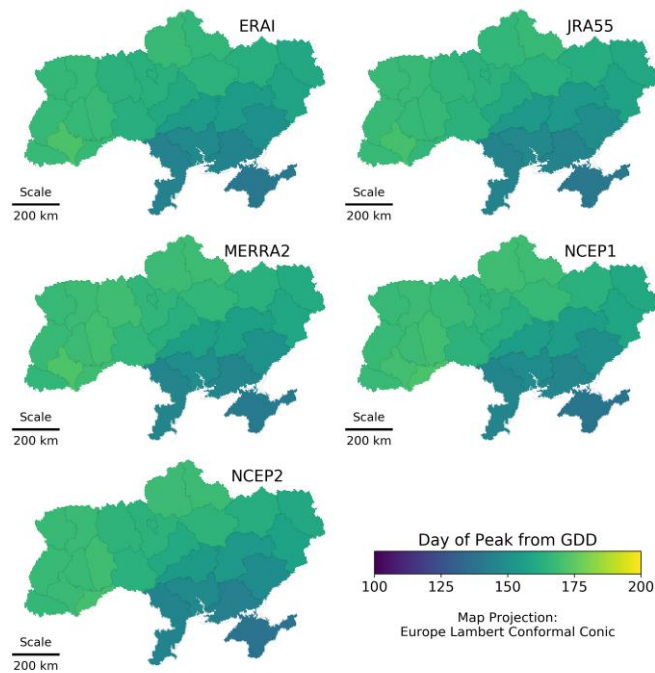 ERAI
JRA55
Scale
200 km
Scale
200 km
MERRA2
NCEP1
Scale
200 km
Scale
200 km
NCEP2
Scale
200 km
Day of Peak from GDD
100 125 150 175 200
Map Projection:
Europe Lambert Conformal Conic